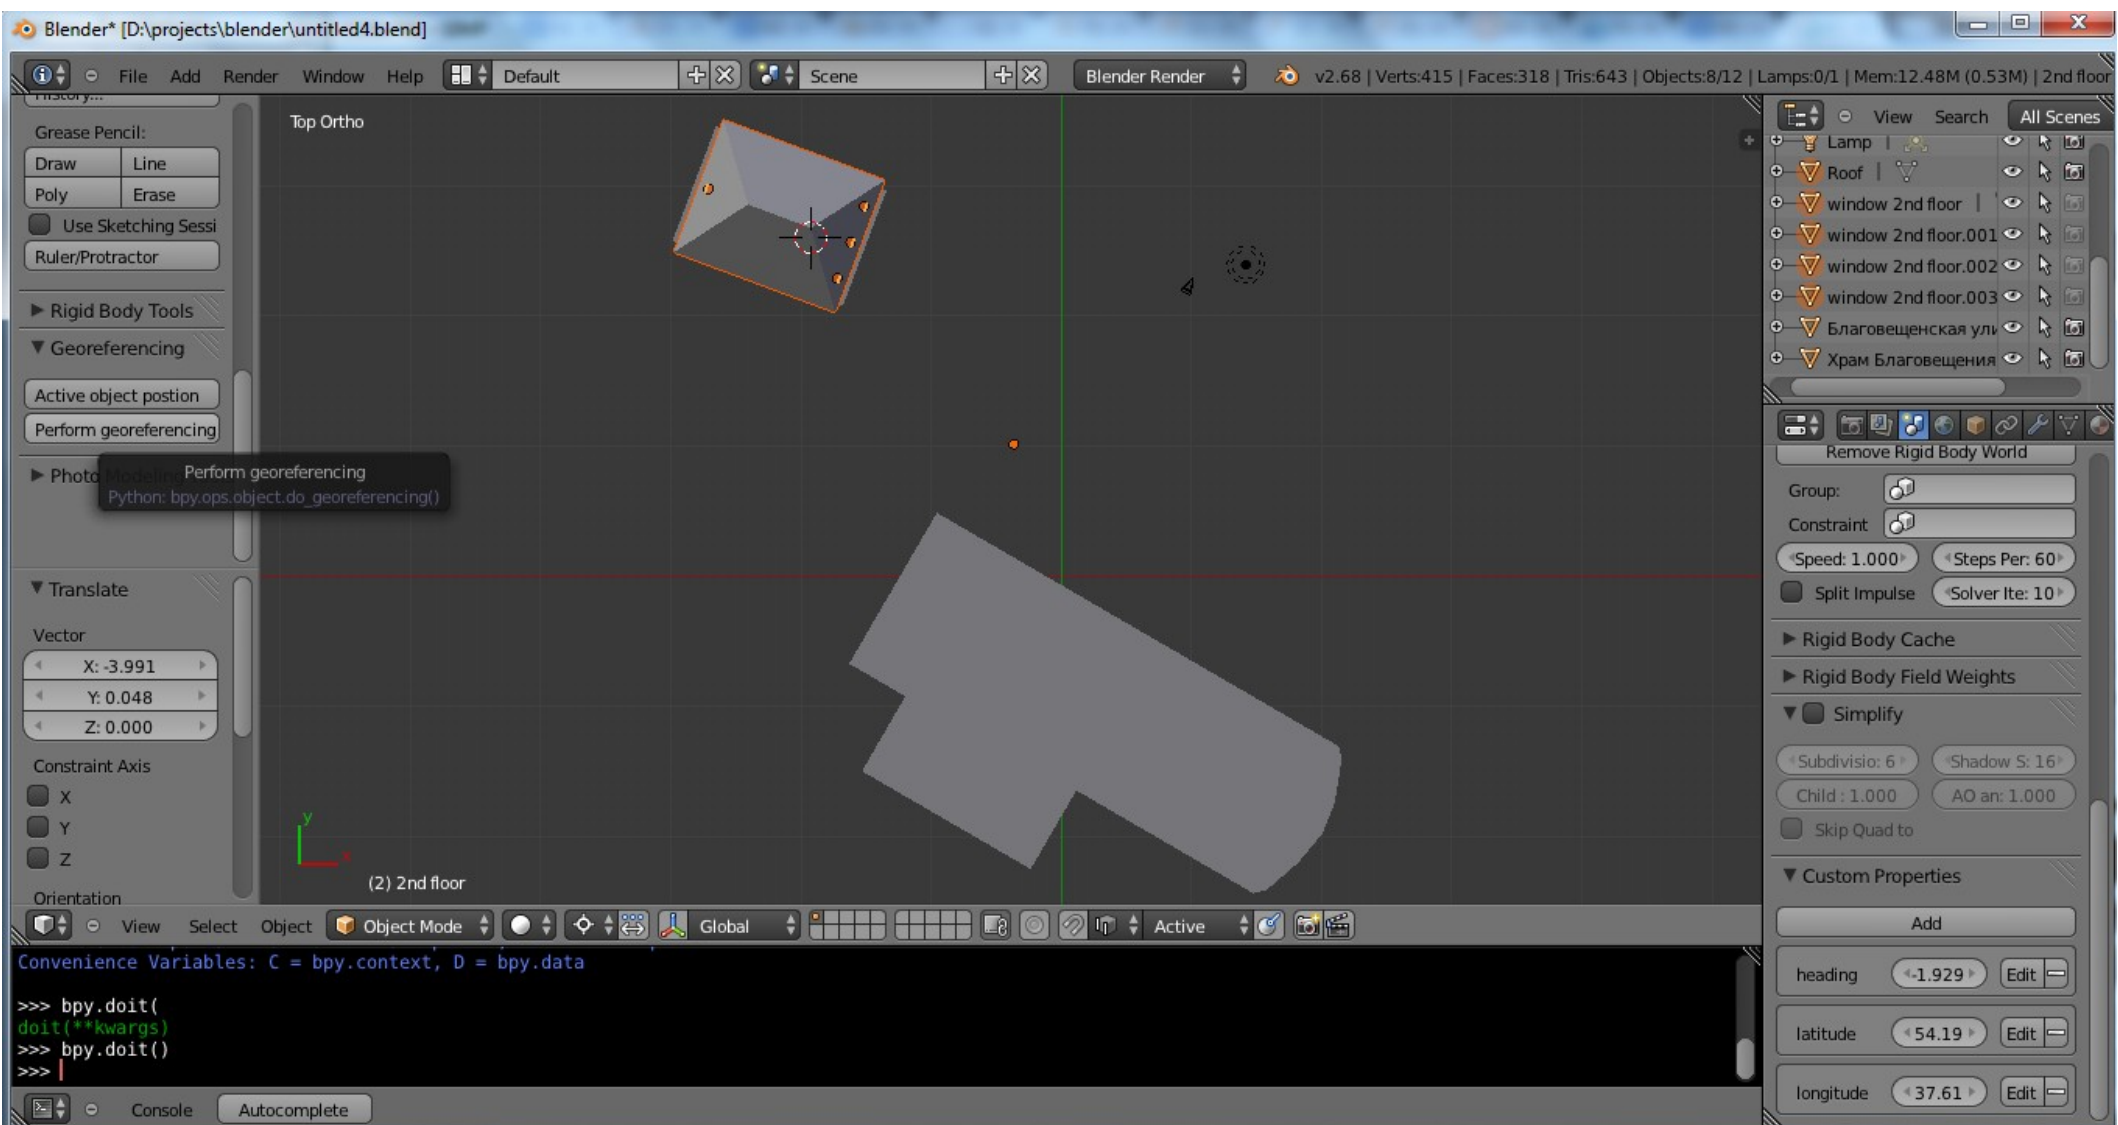 Blender* [D:\projects\blender\untitled4.blend]
File Add Render Window Help Default Scene Blender Render v2.68 | Verts:415 | Faces:318 | Tris:643 | Objects:8/12 | Lamps:0/1 | Mem:12.48M (0.53M) | 2nd floor
History...
Grease Pencil:
Draw Line
Poly Erase
Use Sketching Sessi
Ruler/Protractor
Rigid Body Tools
Georeferencing
Active object postion
Perform georeferencing
Photo Modeling
Perform georeferencing
Python: bpy.ops.object.do_georeferencing()
Translate
Vector
X: -3.991
Y: 0.048
Z: 0.000
Constraint Axis
X
Y
Z
Orientation
Top Ortho
y
x
(2) 2nd floor
View Select Object Object Mode Global Active
Convenience Variables: C = bpy.context, D = bpy.data
>>> bpy.doit(
doit(**kwargs)
>>> bpy.doit()
>>>
Console Autocomplete
View Search All Scenes
Lamp
Roof
window 2nd floor
window 2nd floor.001
window 2nd floor.002
window 2nd floor.003
Благовещенская ули
Храм Благовещения
Remove Rigid Body World
Group:
Constraint
Speed: 1.000 Steps Per: 60
Split Impulse Solver Ite: 10
Rigid Body Cache
Rigid Body Field Weights
Simplify
Subdivisio: 6 Shadow S: 16
Child : 1.000 AO an: 1.000
Skip Quad to
Custom Properties
Add
heading -1.929 Edit
latitude 54.19 Edit
longitude 37.61 Edit